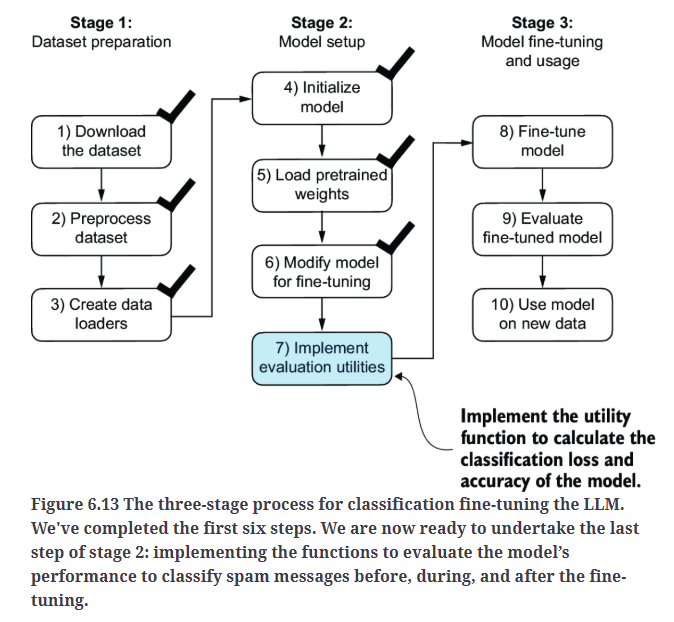 Stage 1:
Dataset preparation
Stage 2:
Model setup
Stage 3:
Model fine-tuning
and usage
1) Download
the dataset
2) Preprocess
dataset
3) Create data
loaders
4) Initialize
model
5) Load pretrained
weights
6) Modify model
for fine-tuning
7) Implement
evaluation utilities
8) Fine-tune
model
9) Evaluate
fine-tuned model
10) Use model
on new data
Implement the utility
function to calculate the
classification loss and
accuracy of the model.
Figure 6.13 The three-stage process for classification fine-tuning the LLM.
We've completed the first six steps. We are now ready to undertake the last
step of stage 2: implementing the functions to evaluate the model’s
performance to classify spam messages before, during, and after the fine-
tuning.